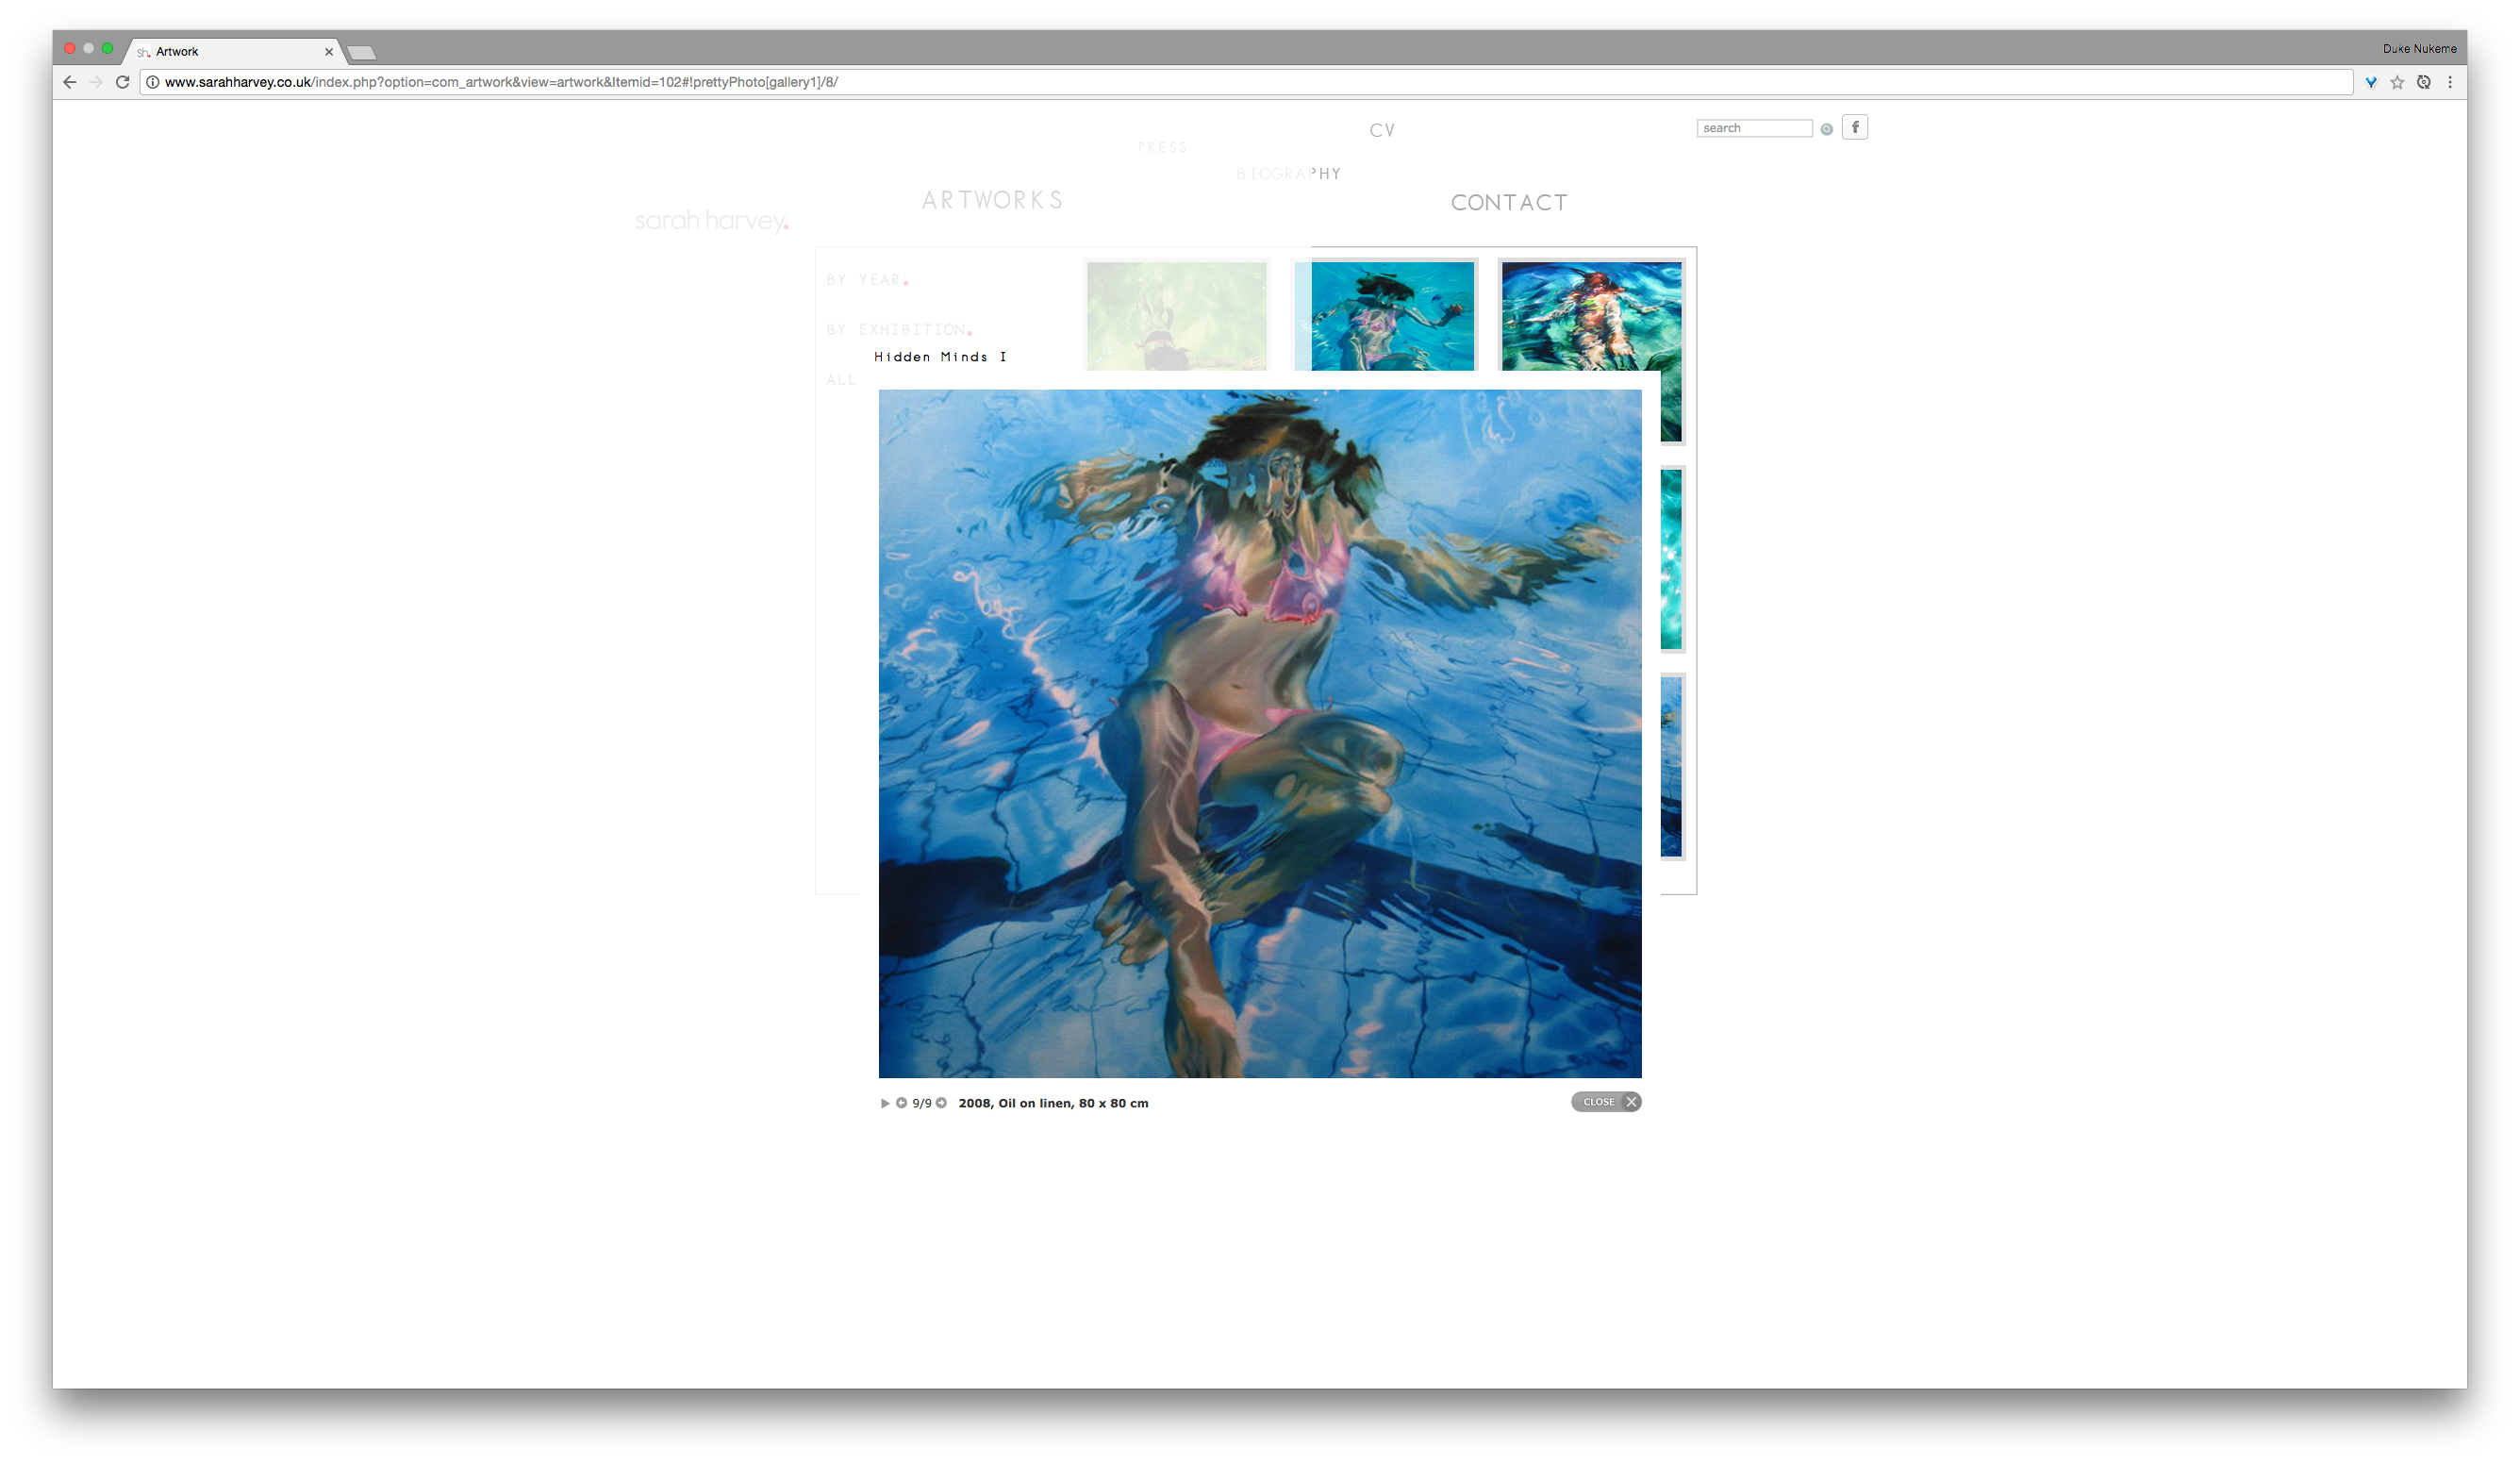 sh.
Artwork
Duke Nukeme
www.sarahharvey.co.uk/index.php?option=com_artwork&view=artwork&Itemid=102#!prettyPhoto[gallery1]/8/
CV
search
f
PRESS
BIOGRAPHY
ARTWORKS
CONTACT
sarah harvey.
BY YEAR.
BY EXHIBITION.
Hidden Minds I
ALL
9/9
2008, Oil on linen, 80 x 80 cm
CLOSE